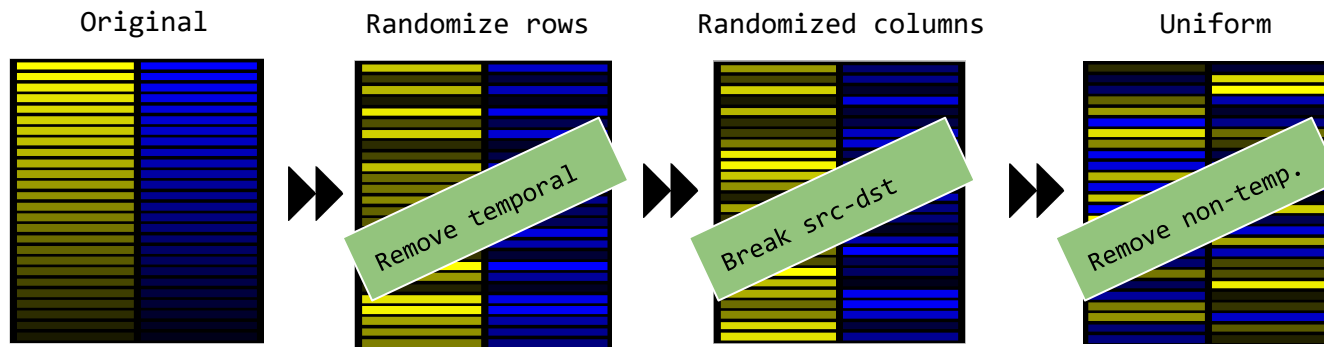 Original
Randomize rows
Randomized columns
Uniform
Remove temporal
Break src-dst
Remove non-temp.